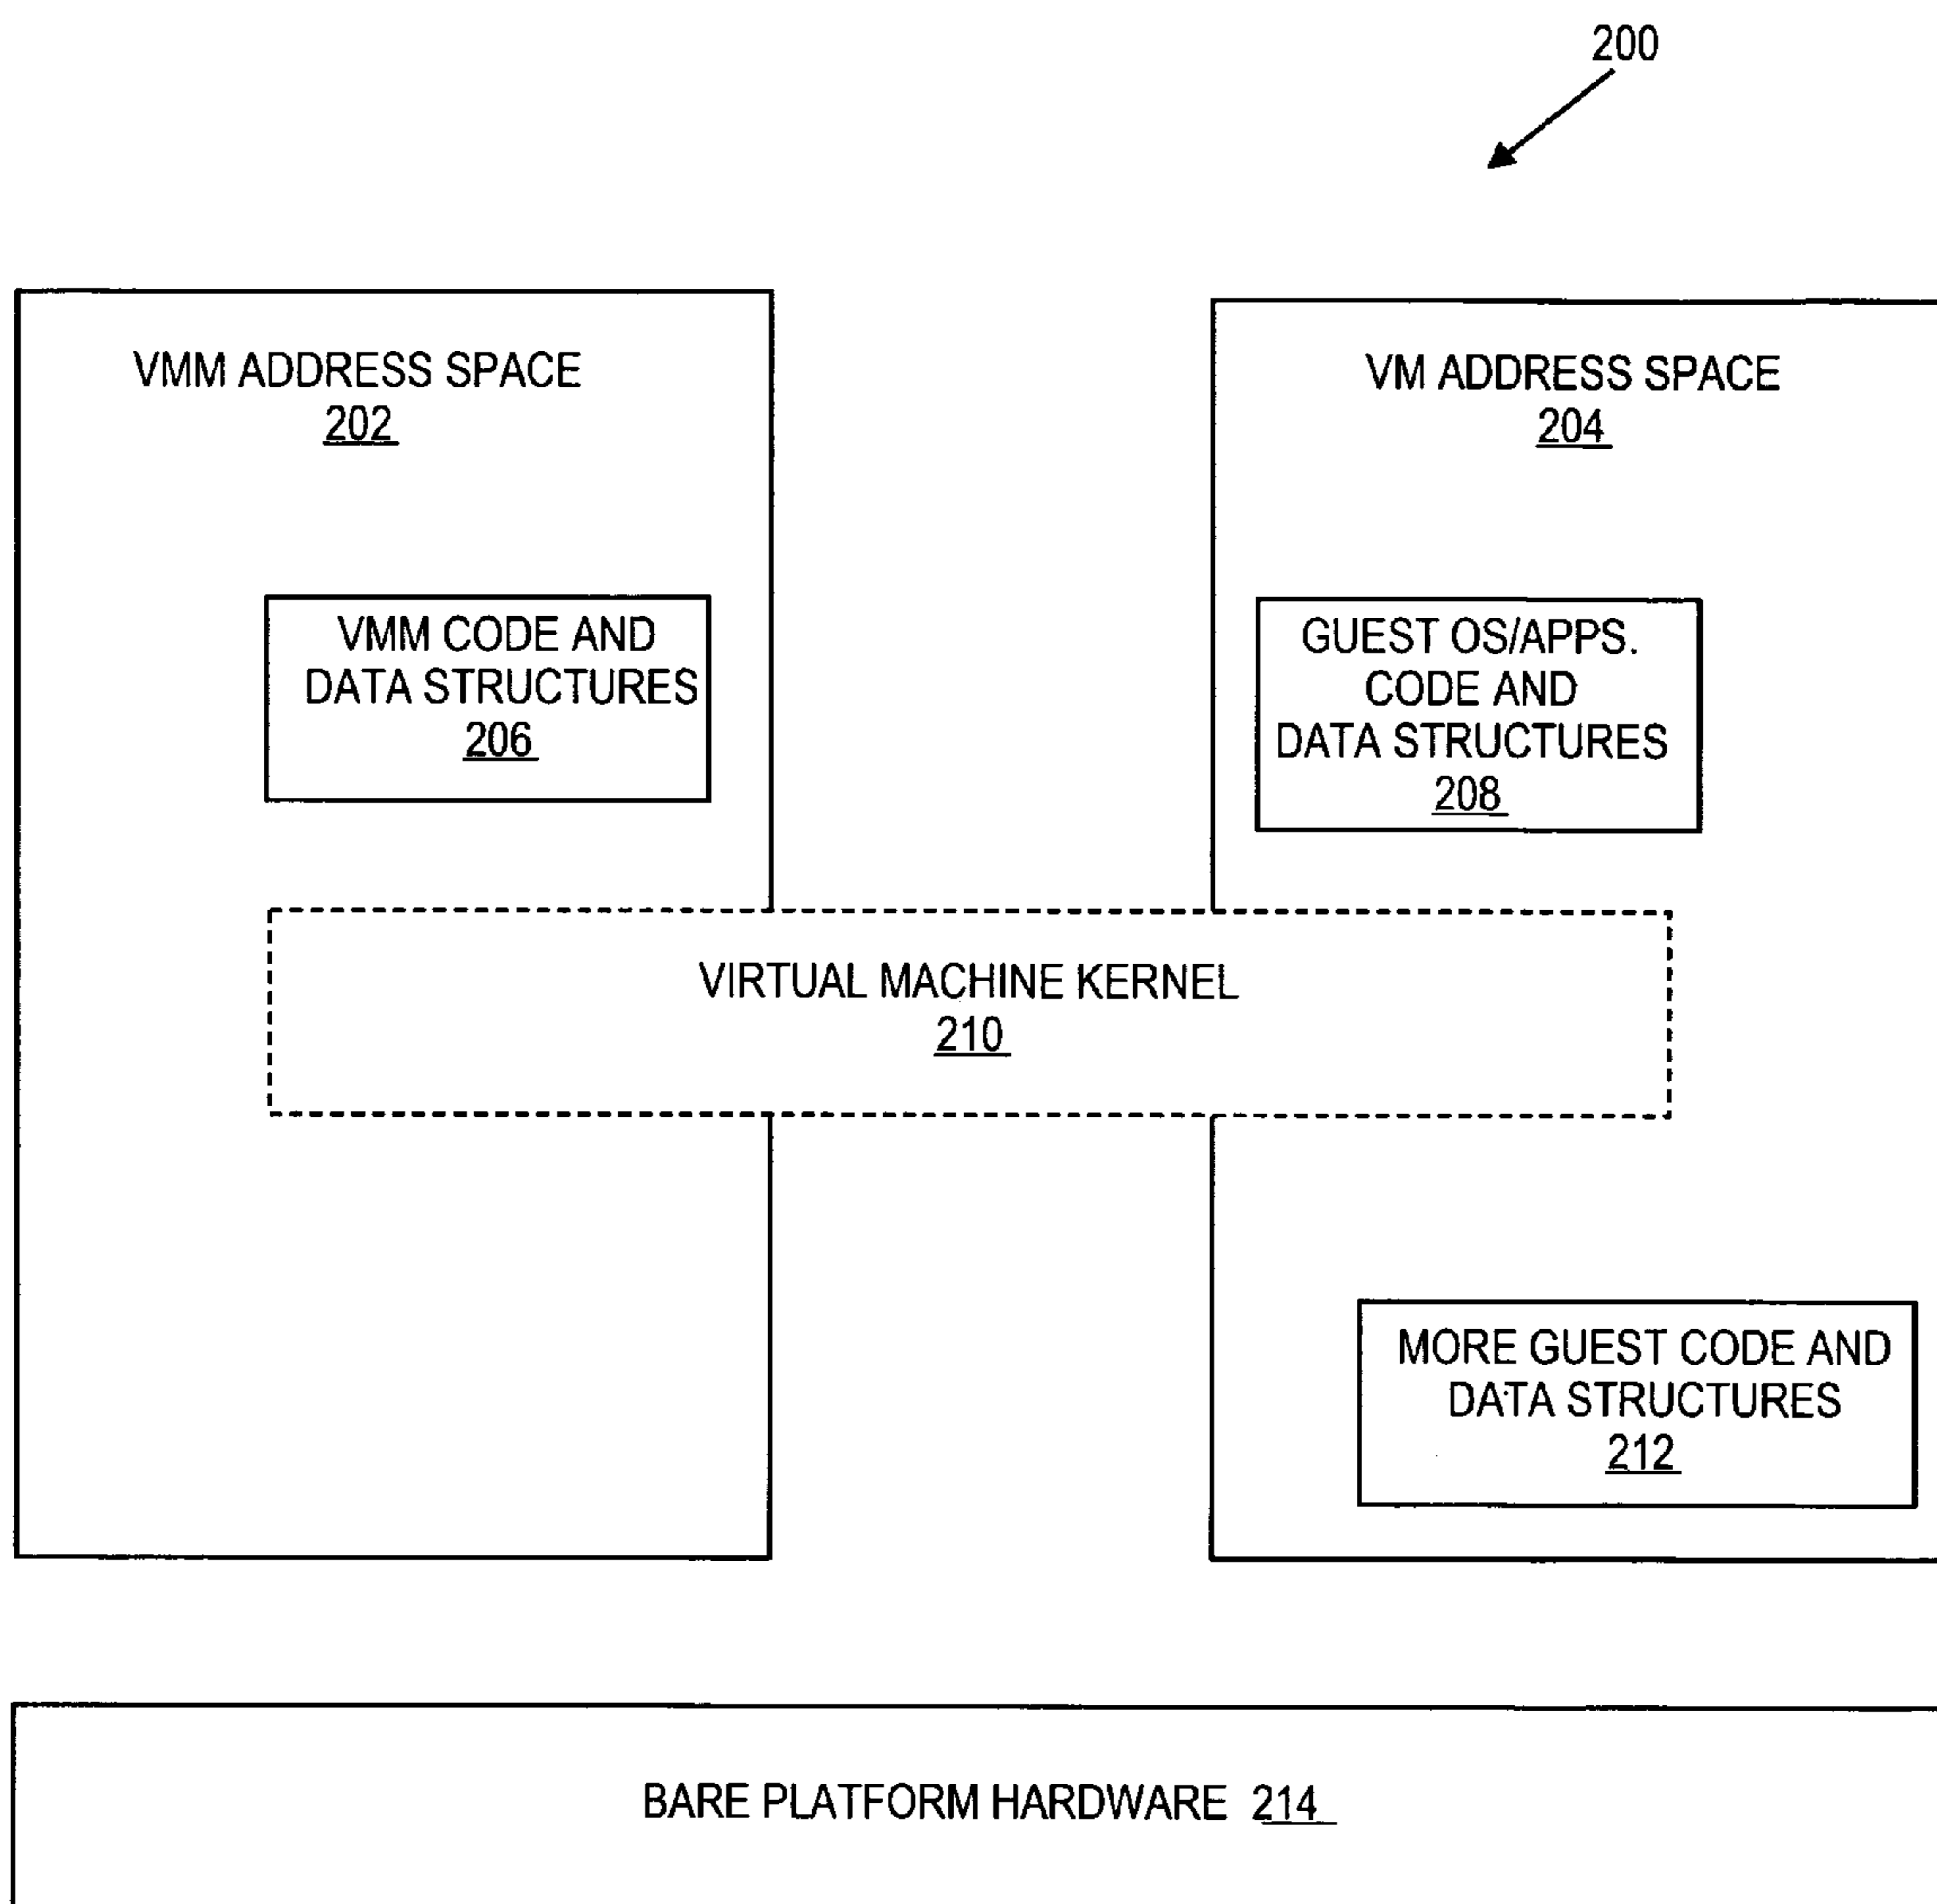 200
VMM ADDRESS SPACE
202
VM ADDRESS SPACE
204
VMM CODE AND
DATA STRUCTURES
206
GUEST OS/APPS.
CODE AND
DATA STRUCTURES
208
VIRTUAL MACHINE KERNEL
210
MORE GUEST CODE AND
DATA STRUCTURES
212
BARE PLATFORM HARDWARE 214